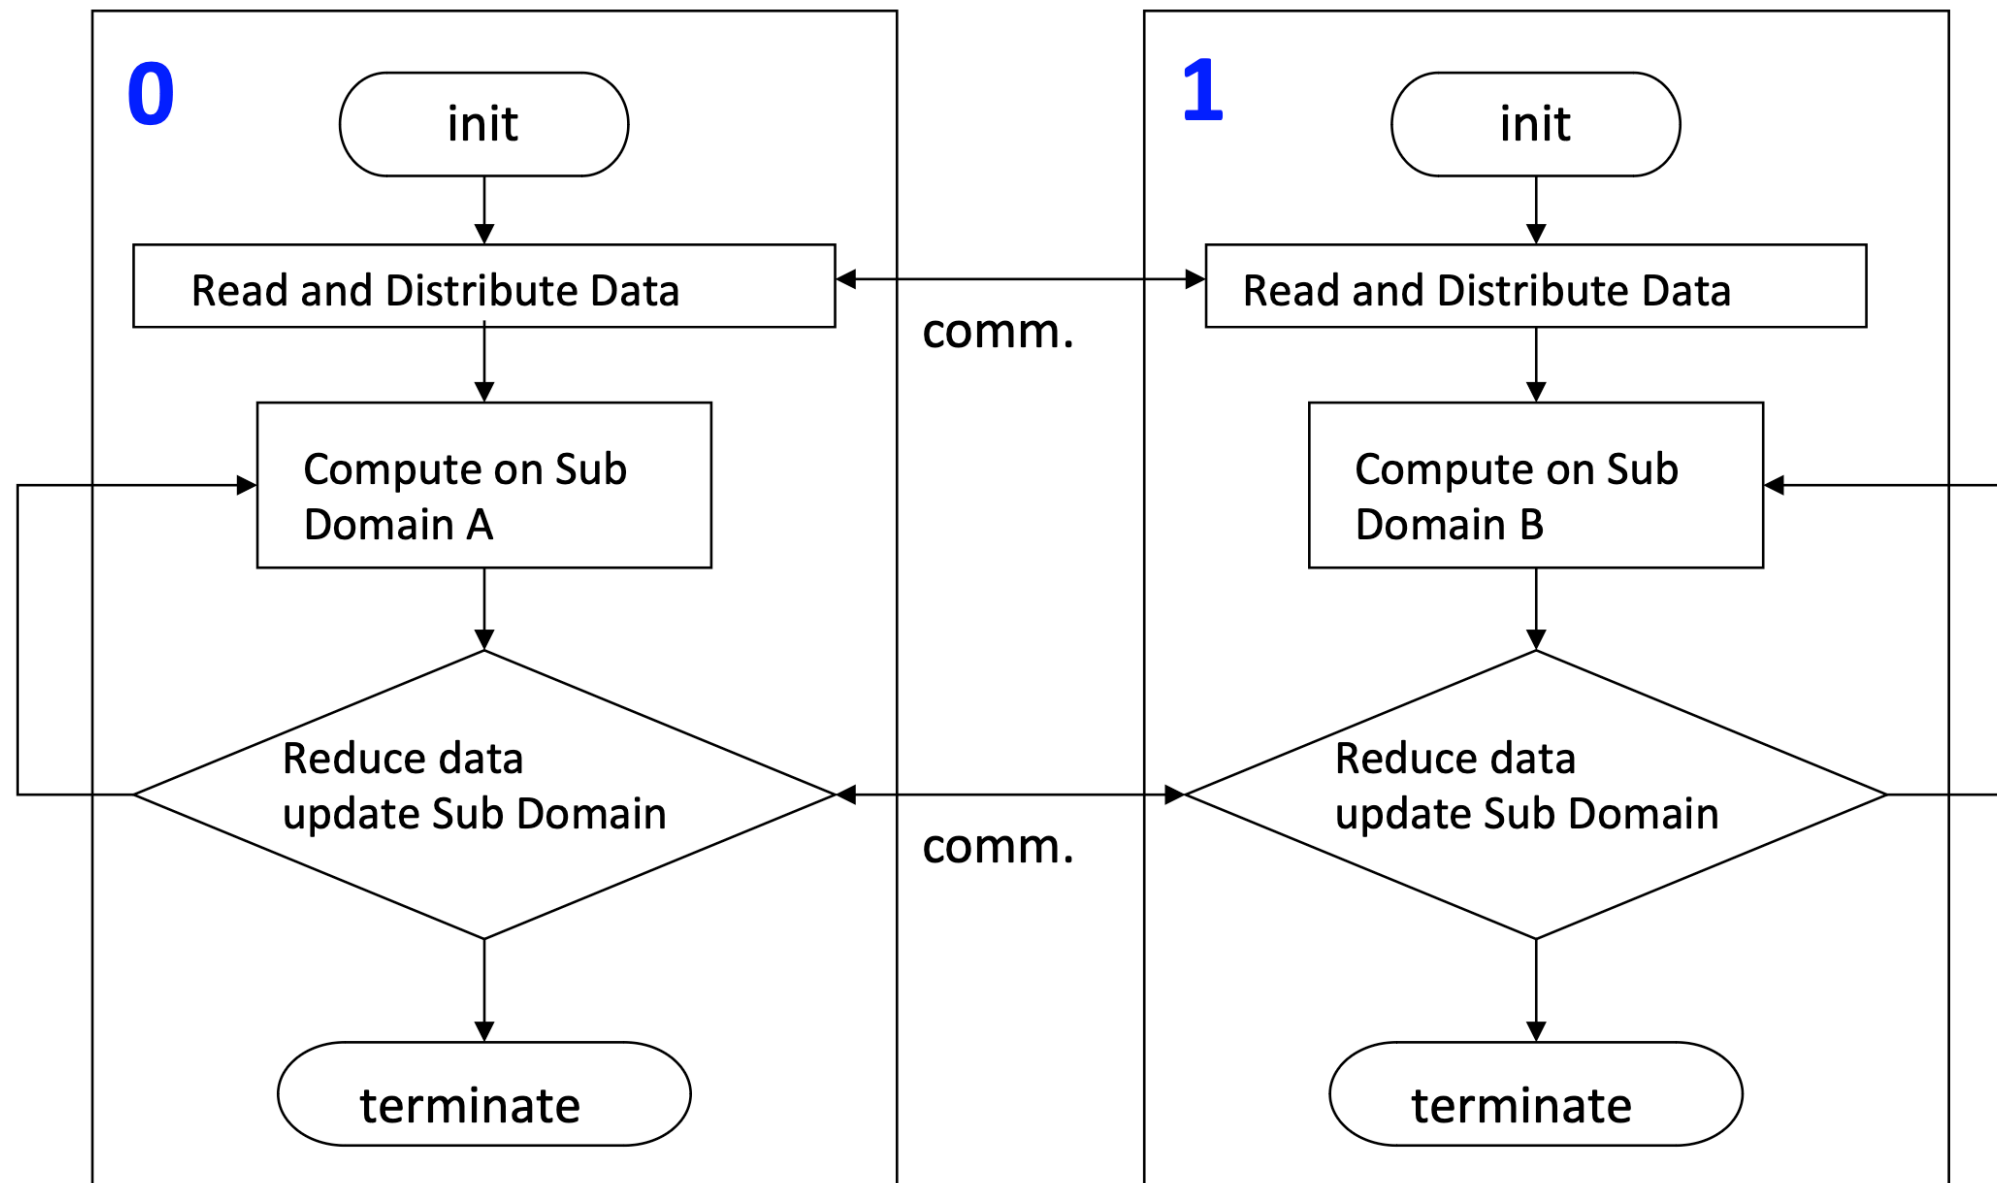 0
init
Read and Distribute Data
Compute on Sub
Domain A
Reduce data
update Sub Domain
terminate
comm.
comm.
1
init
Read and Distribute Data
Compute on Sub
Domain B
Reduce data
update Sub Domain
terminate